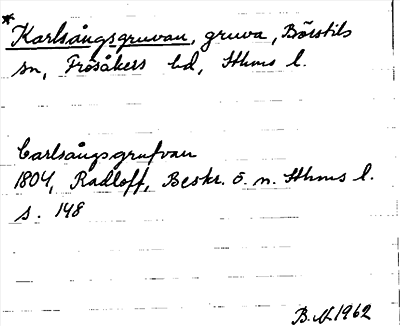 *Karlsängsgruvan, gruva, Börstils
sn, Frösåkers hd, Sthms l.
Carlsängsgrufvan
1804, Radloff, Beskr. ö. n. Sthms l.
s. 148
B.N. 1962